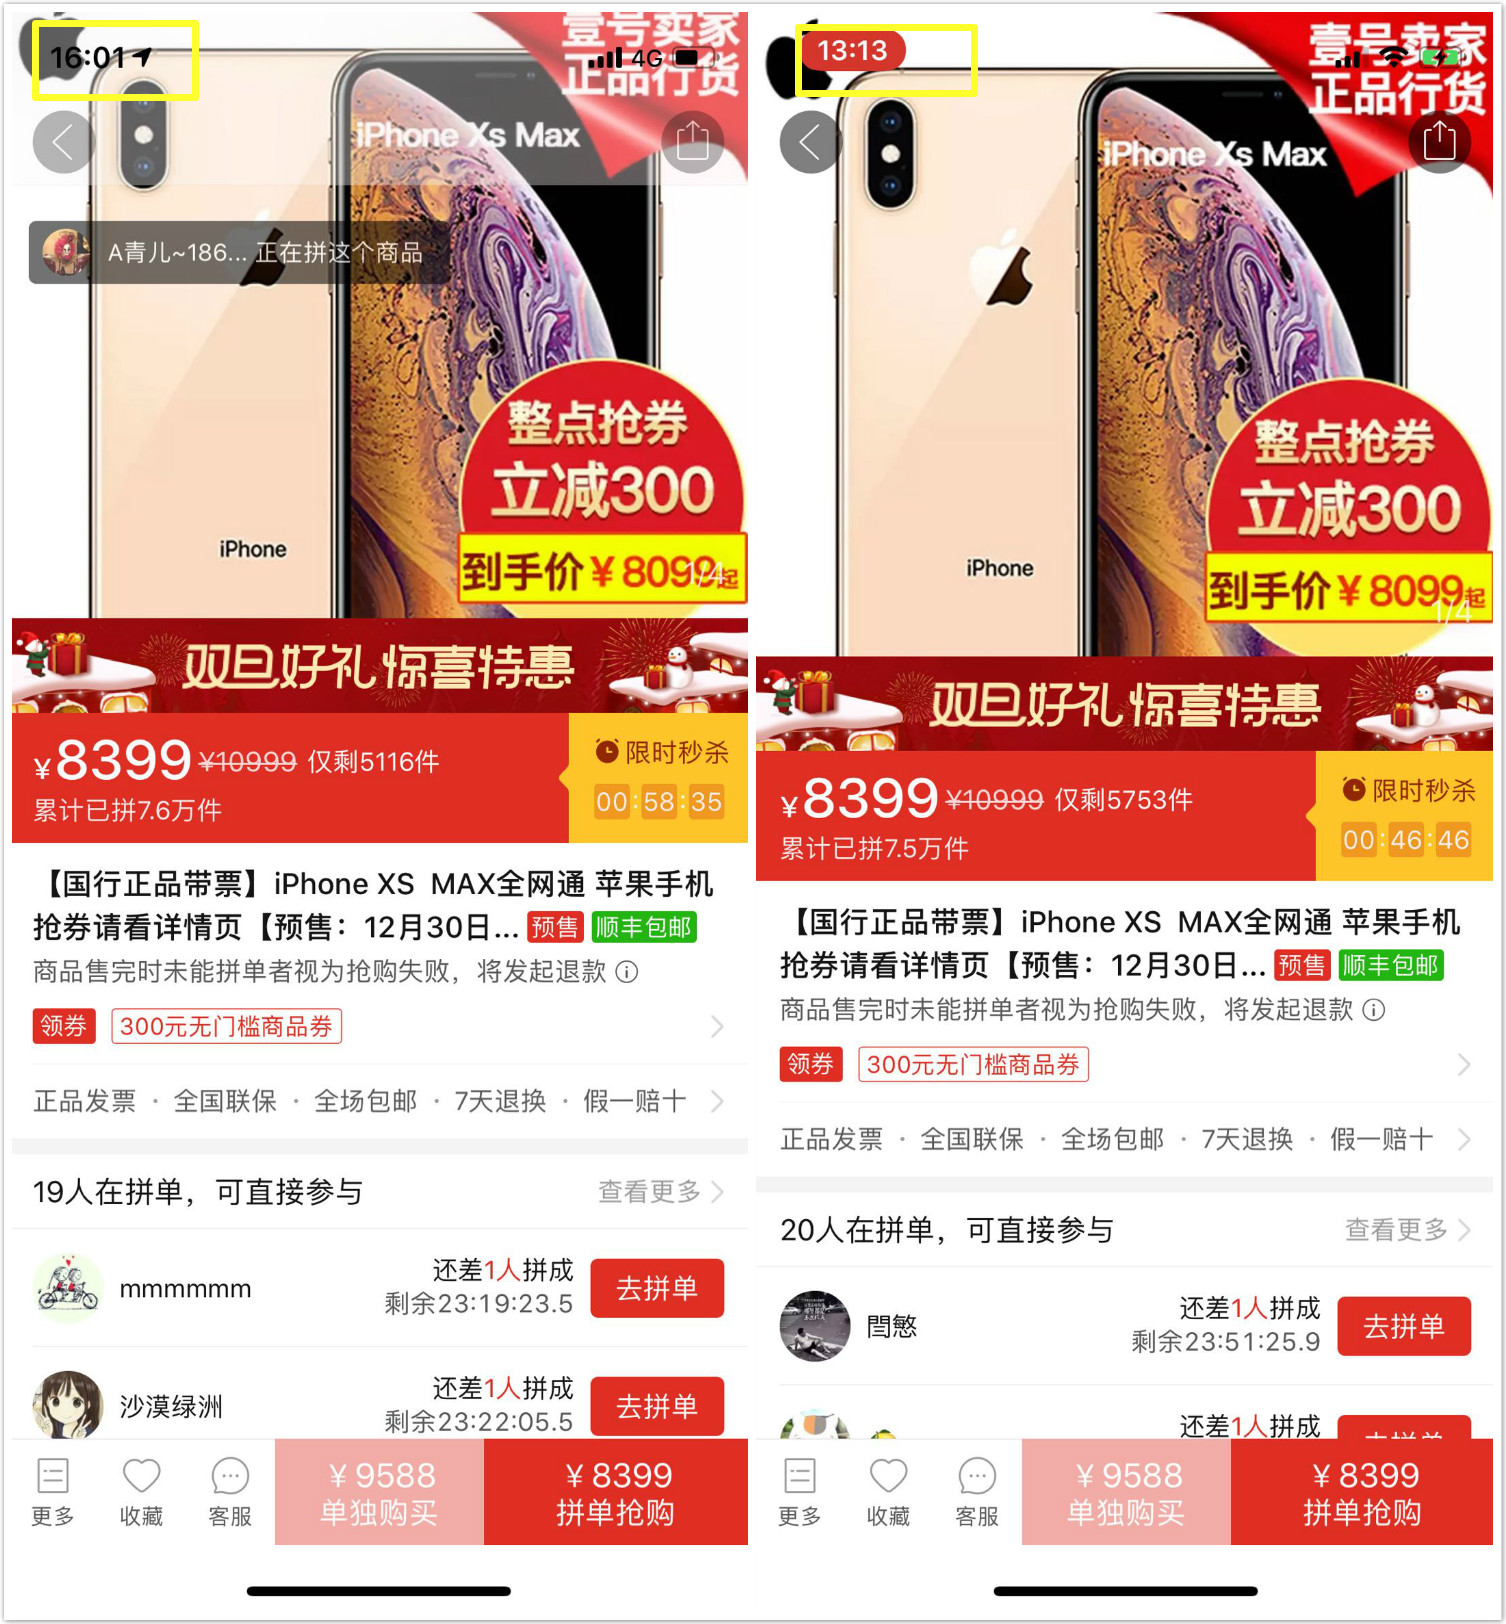 16:01
4G
壹号卖家
正品行货
iPhone Xs Max
A青儿~186... 正在拼这个商品
整点抢券
立减300
iPhone
到手价¥8099起
1/4
双旦好礼 惊喜特惠
¥8399 ¥10999 仅剩5116件
限时秒杀
累计已拼7.6万件
00:58:35
【国行正品带票】iPhone XS MAX全网通 苹果手机
抢券请看详情页【预售：12月30日... 预售 顺丰包邮
商品售完时未能拼单者视为抢购失败，将发起退款
领券 300元无门槛商品券
正品发票 · 全国联保 · 全场包邮 · 7天退换 · 假一赔十
19人在拼单，可直接参与 查看更多
mmmmmm
还差1人拼成
剩余23:19:23.5
去拼单
沙漠绿洲
还差1人拼成
剩余23:22:05.5
去拼单
更多
收藏
客服
¥9588
单独购买
¥8399
拼单抢购
13:13
壹号卖家
正品行货
iPhone Xs Max
整点抢券
立减300
iPhone
到手价¥8099起
1/4
双旦好礼 惊喜特惠
¥8399 ¥10999 仅剩5753件
限时秒杀
累计已拼7.5万件
00:46:46
【国行正品带票】iPhone XS MAX全网通 苹果手机
抢券请看详情页【预售：12月30日... 预售 顺丰包邮
商品售完时未能拼单者视为抢购失败，将发起退款
领券 300元无门槛商品券
正品发票 · 全国联保 · 全场包邮 · 7天退换 · 假一赔十
20人在拼单，可直接参与 查看更多
閆慜
还差1人拼成
剩余23:51:25.9
去拼单
还差1人拼成
去拼单
更多
收藏
客服
¥9588
单独购买
¥8399
拼单抢购